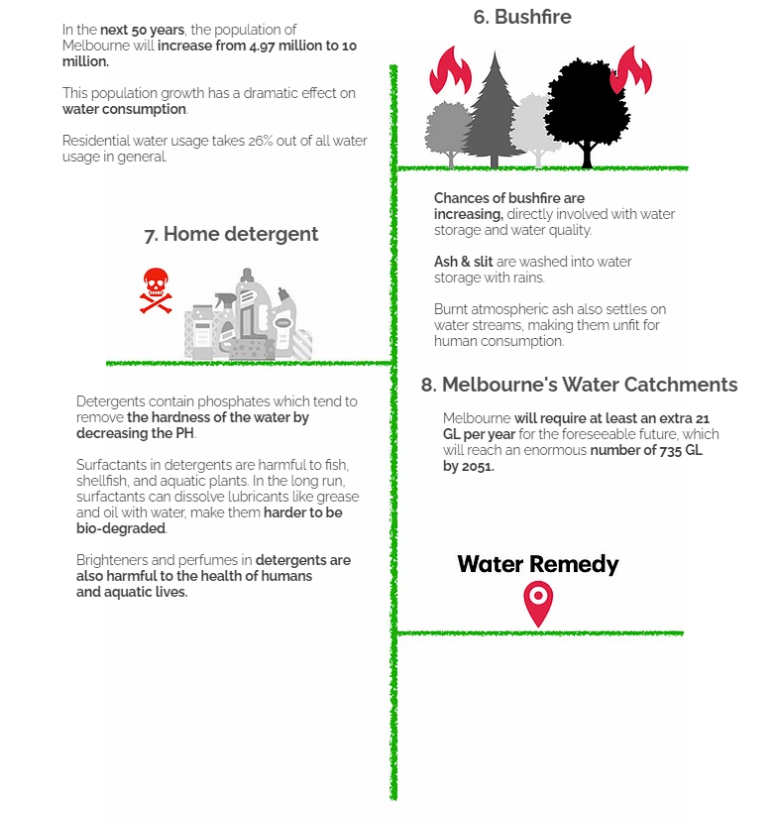 In the next 50 years, the population of
Melbourne will increase from 4.97 million to 10
million.
This population growth has a dramatic effect on
water consumption.
Residential water usage takes 26% out of all water
usage in general.
6. Bushfire
Chances of bushfire are
increasing, directly involved with water
storage and water quality.
Ash & slit are washed into water
storage with rains.
Burnt atmospheric ash also settles on
water streams, making them unfit for
human consumption.
7. Home detergent
Detergents contain phosphates which tend to
remove the hardness of the water by
decreasing the PH.
Surfactants in detergents are harmful to fish,
shellfish, and aquatic plants. In the long run,
surfactants can dissolve lubricants like grease
and oil with water, make them harder to be
bio-degraded.
Brighteners and perfumes in detergents are
also harmful to the health of humans
and aquatic lives.
8. Melbourne's Water Catchments
Melbourne will require at least an extra 21
GL per year for the foreseeable future, which
will reach an enormous number of 735 GL
by 2051.
Water Remedy